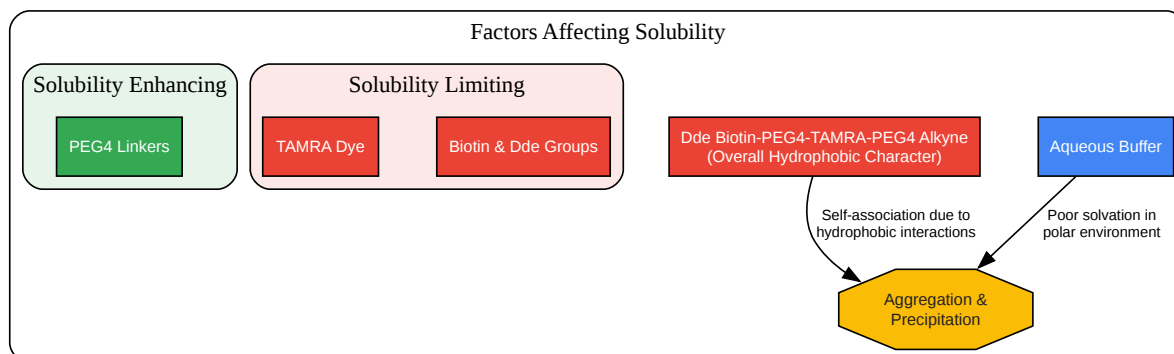 Factors Affecting Solubility
Solubility Enhancing
PEG4 Linkers
Solubility Limiting
TAMRA Dye
Biotin & Dde Groups
Dde Biotin-PEG4-TAMRA-PEG4 Alkyne
(Overall Hydrophobic Character)
Aqueous Buffer
Self-association due to
hydrophobic interactions
Poor solvation in
polar environment
Aggregation &
Precipitation